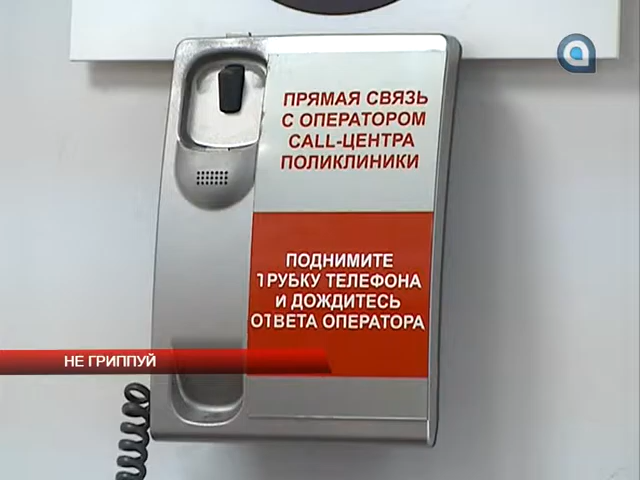 ПРЯМАЯ СВЯЗЬ
С ОПЕРАТОРОМ
CALL-ЦЕНТРА
ПОЛИКЛИНИКИ
ПОДНИМИТЕ
ТРУБКУ ТЕЛЕФОНА
И ДОЖДИТЕСЬ
ОТВЕТА ОПЕРАТОРА
НЕ ГРИППУЙ